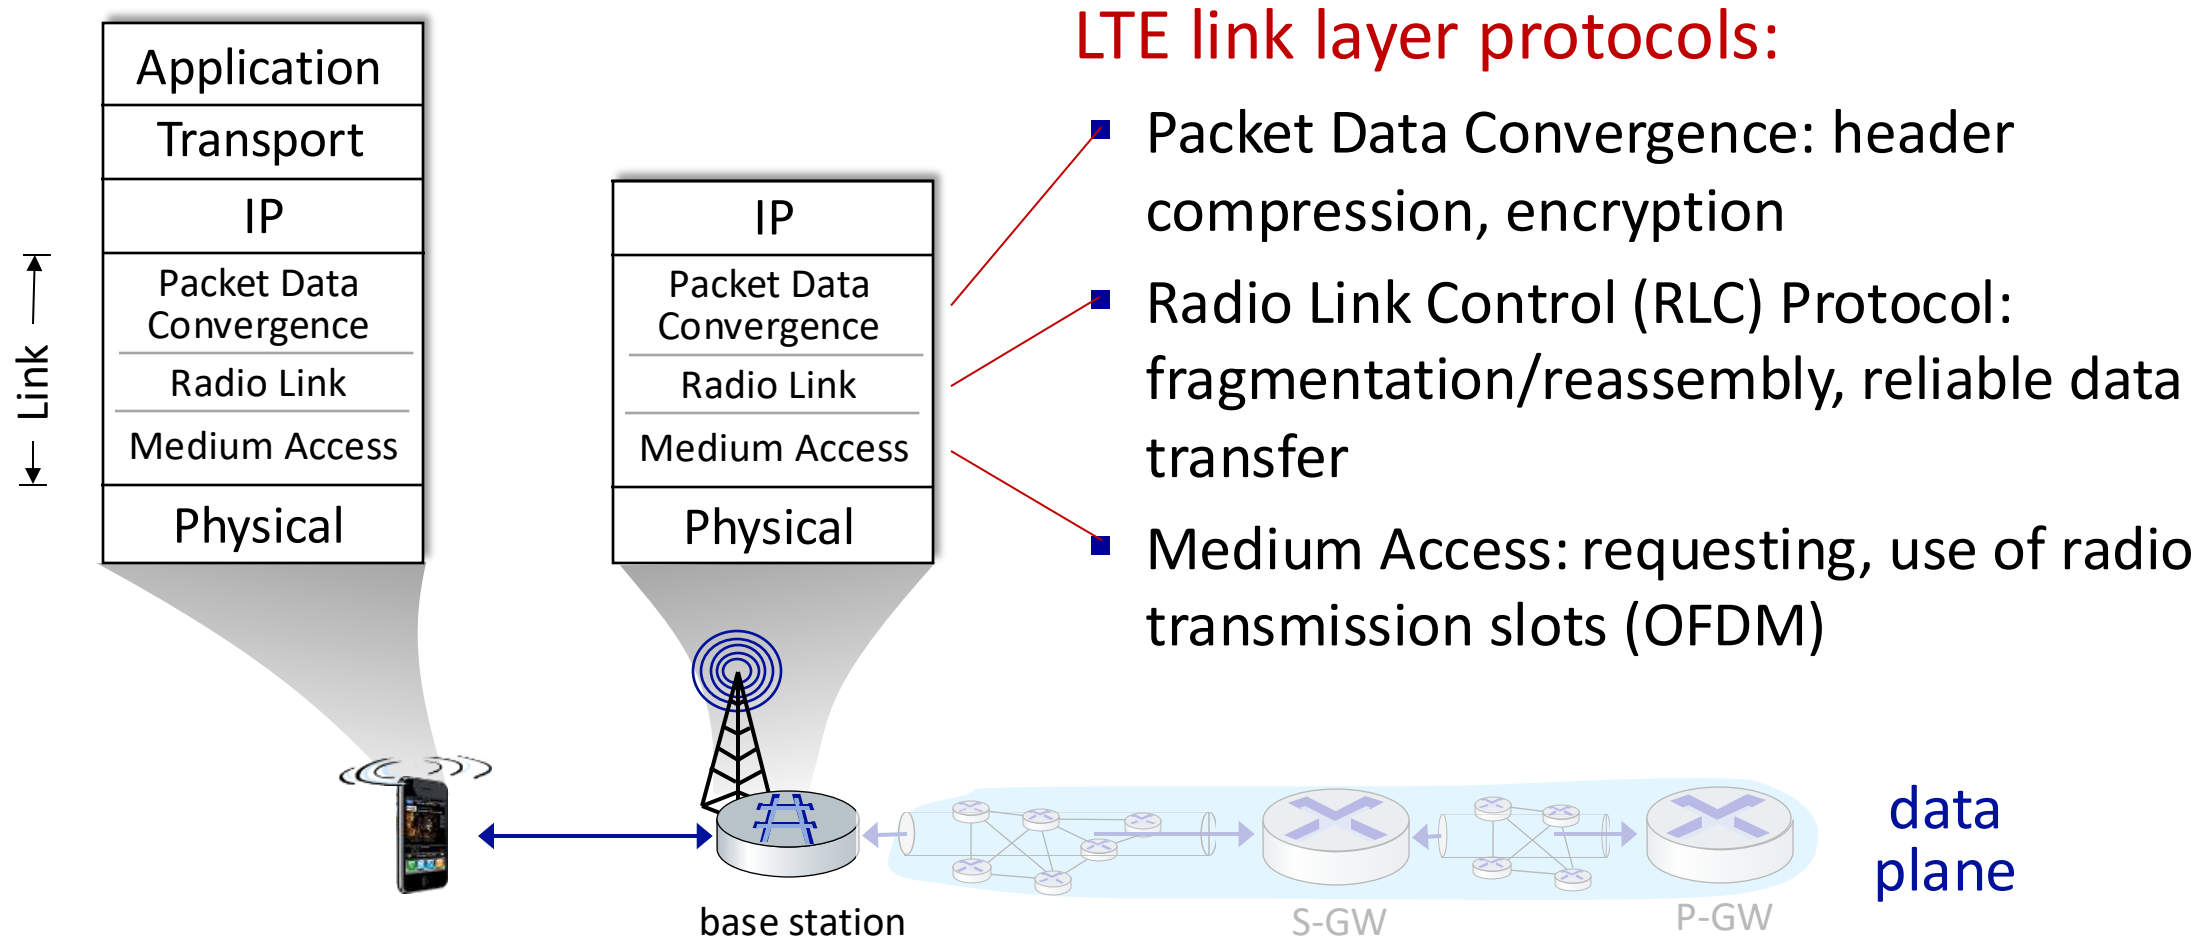 Application
Transport
IP
Packet Data
Convergence
Radio Link
Medium Access
Physical
Link
IP
Packet Data
Convergence
Radio Link
Medium Access
Physical
LTE link layer protocols:
Packet Data Convergence: header
compression, encryption
Radio Link Control (RLC) Protocol:
fragmentation/reassembly, reliable data
transfer
Medium Access: requesting, use of radio
transmission slots (OFDM)
base station
S-GW
P-GW
data
plane